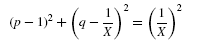 (p − 1)² + (q − 1/X)² = (1/X)²